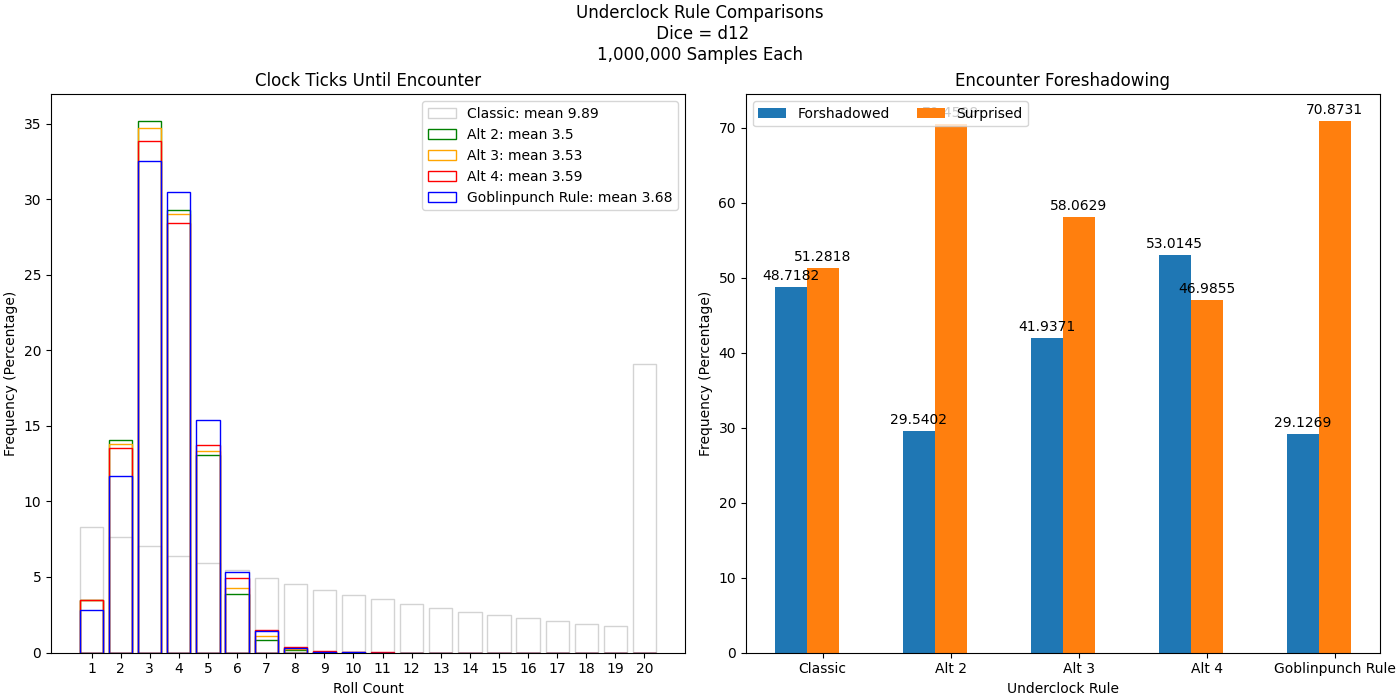 Underclock Rule Comparisons
Dice = d12
1,000,000 Samples Each
Clock Ticks Until Encounter
Frequency (Percentage)
35
30
25
20
15
10
5
0
Classic: mean 9.89
Alt 2: mean 3.5
Alt 3: mean 3.53
Alt 4: mean 3.59
Goblinpunch Rule: mean 3.68
1 2 3 4 5 6 7 8 9 10 11 12 13 14 15 16 17 18 19 20
Roll Count
Encounter Foreshadowing
Frequency (Percentage)
70
60
50
40
30
20
10
0
Forshadowed Surprised
48.7182
51.2818
29.5402
41.9371
58.0629
53.0145
46.9855
29.1269
70.8731
Classic Alt 2 Alt 3 Alt 4 Goblinpunch Rule
Underclock Rule